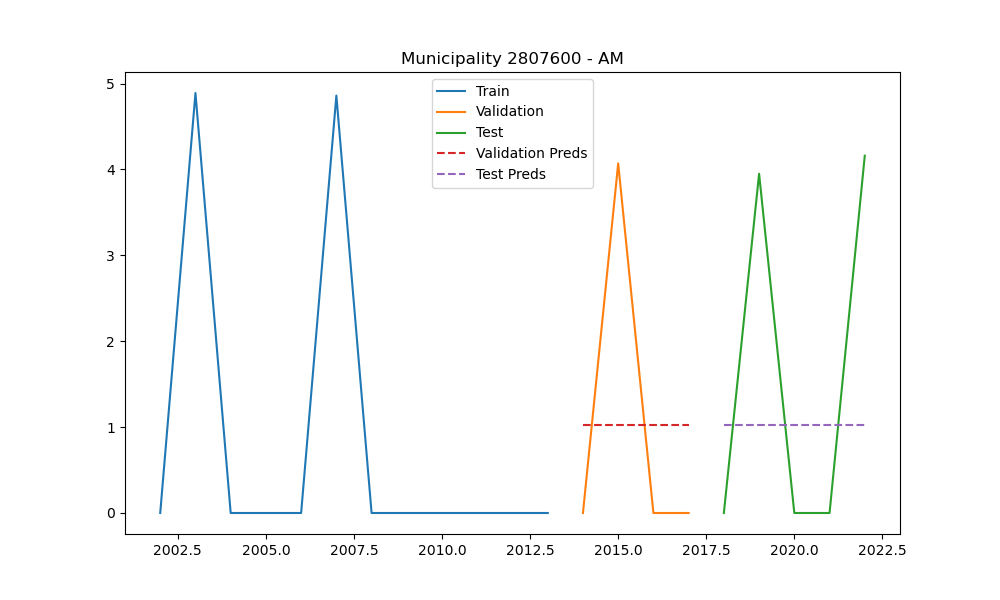 Municipality 2807600 - AM
Train
Validation
Test
Validation Preds
Test Preds
5
4
3
2
1
0
2002.5 2005.0 2007.5 2010.0 2012.5 2015.0 2017.5 2020.0 2022.5